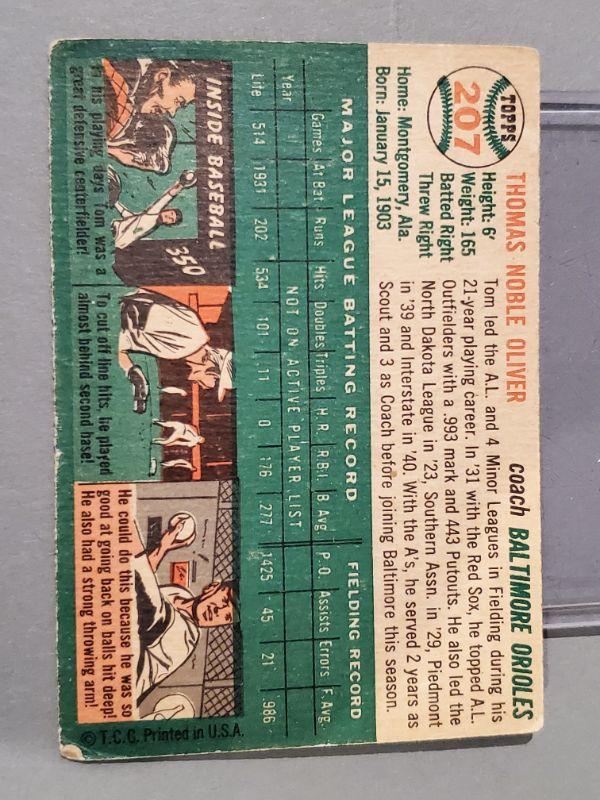 TOPPS
207
THOMAS NOBLE OLIVER
coach BALTIMORE ORIOLES
Height: 6'
Weight: 165
Batted Right
Threw Right
Home: Montgomery, Ala.
Born: January 15, 1903
Tom led the A.L. and 4 Minor Leagues in Fielding during his
21-year playing career. In '31 with the Red Sox, he topped A.L.
Outfielders with a .993 mark and 443 Putouts. He also led the
North Dakota League in '23, Southern Assn. in '29, Piedmont
in '39 and Interstate in '40. With the A's, he served 2 years as
Scout and 3 as Coach before joining Baltimore this season.
MAJOR LEAGUE BATTING RECORD FIELDING RECORD
Games At Bat Runs Hits Doubles Triples H.R. R.B.I. B.Avg. P.O. Assists Errors F.Avg.
Year NOT ON ACTIVE PLAYER LIST
Life 514 1931 202 534 101 11 0 176 .277 1425 45 21 .986
INSIDE BASEBALL
350
In his playing days Tom was a
great defensive centerfielder!
To cut off line hits, he played
almost behind second base!
He could do this because he was so
good at going back on balls hit deep!
He also had a strong throwing arm!
© T.C.G. Printed in U.S.A.